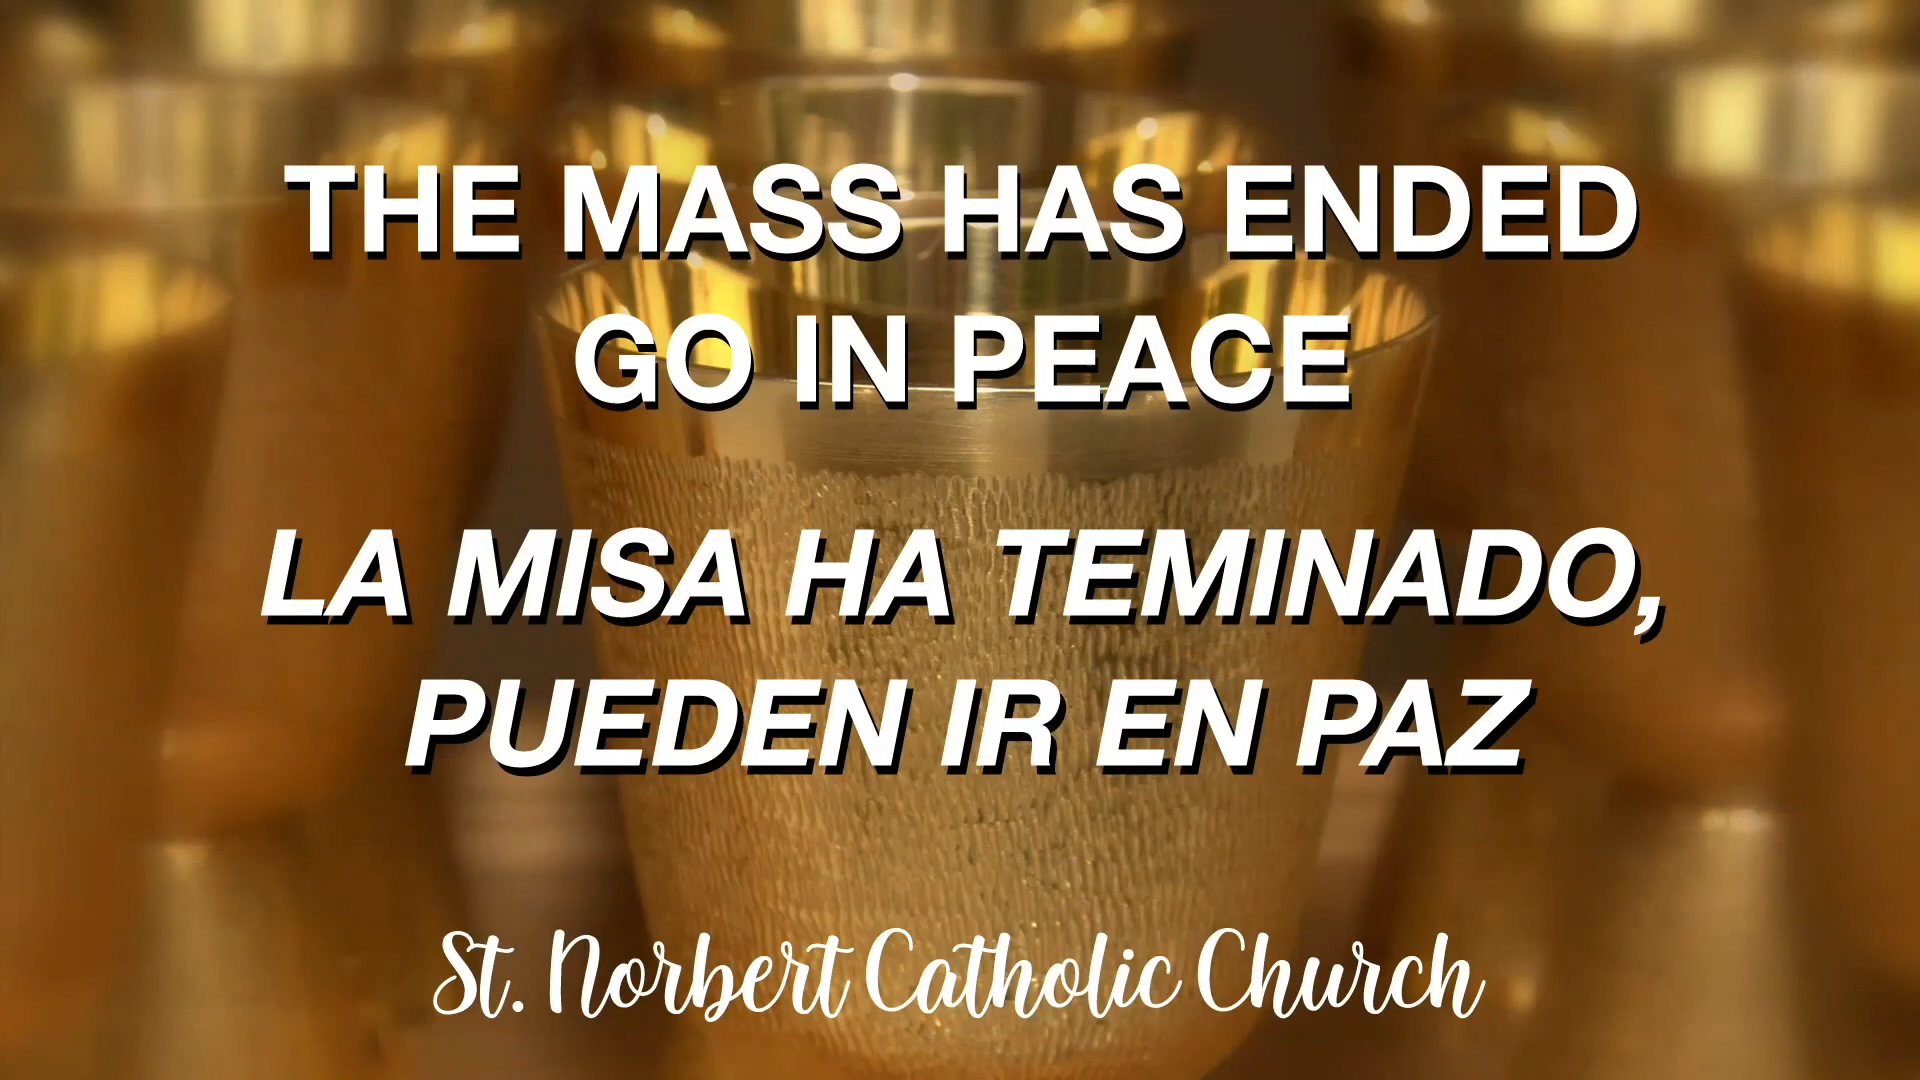 THE MASS HAS ENDED
GO IN PEACE
LA MISA HA TEMINADO,
PUEDEN IR EN PAZ
St. Norbert Catholic Church